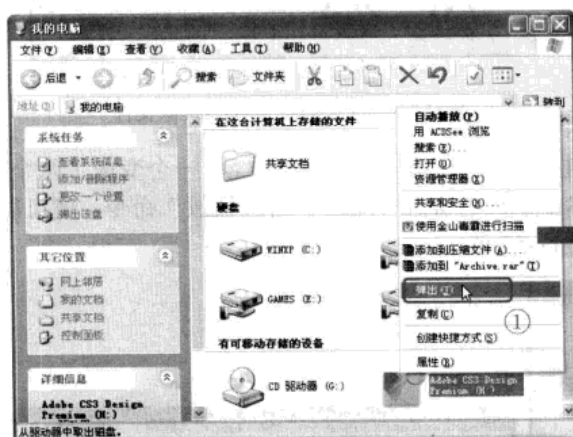 我的电脑
文件(F) 编辑(E) 查看(V) 收藏(A) 工具(T) 帮助(H)
后退 搜索 文件夹
地址(D) 我的电脑 转到
系统任务
查看系统信息
添加/删除程序
更改一个设置
弹出该盘
其它位置
网上邻居
我的文档
共享文档
控制面板
详细信息
Adobe CS3 Design
Premium (H:)
在这台计算机上存储的文件
共享文档
硬盘
WINXP (C:)
GAMES (E:)
有可移动存储的设备
CD 驱动器 (G:)
Adobe CS3 Design
Premium (H:)
自动播放(P)
用 ACDSee 浏览
搜索(E)...
打开(O)
资源管理器(X)
共享和安全(H)...
使用金山毒霸进行扫描
添加到压缩文件(A)...
添加到 "Archive.rar"(T)
弹出(J)
复制(C)
创建快捷方式(S)
属性(R)
①
从驱动器中取出磁盘。